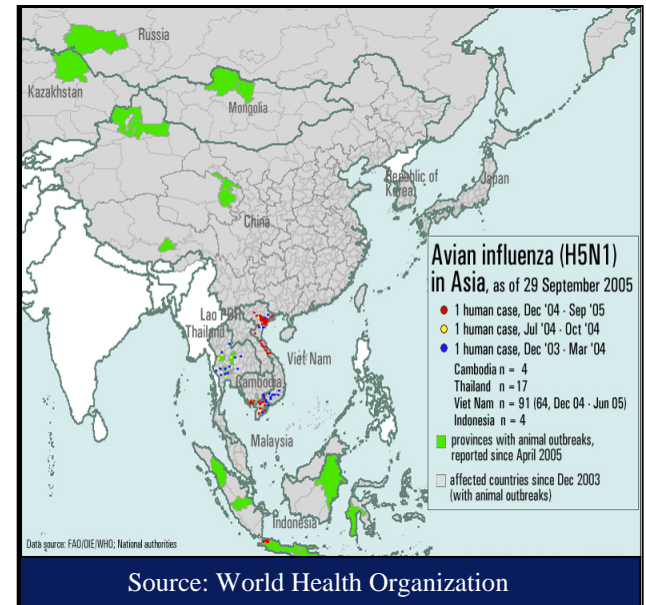 Russia
Kazakhstan
Mongolia
Republic of
Korea
Japan
China
Lao PDR
Thailand
Viet Nam
Cambodia
Malaysia
Indonesia
Avian influenza (H5N1)
in Asia, as of 29 September 2005
1 human case, Dec '04 - Sep '05
1 human case, Jul '04 - Oct '04
1 human case, Dec '03 - Mar '04
Cambodia n = 4
Thailand n = 17
Viet Nam n = 91 (64, Dec 04 - Jun 05)
Indonesia n = 4
provinces with animal outbreaks,
reported since April 2005
affected countries since Dec 2003
(with animal outbreaks)
Data source: FAO/OIE/WHO; National authorities
Source: World Health Organization